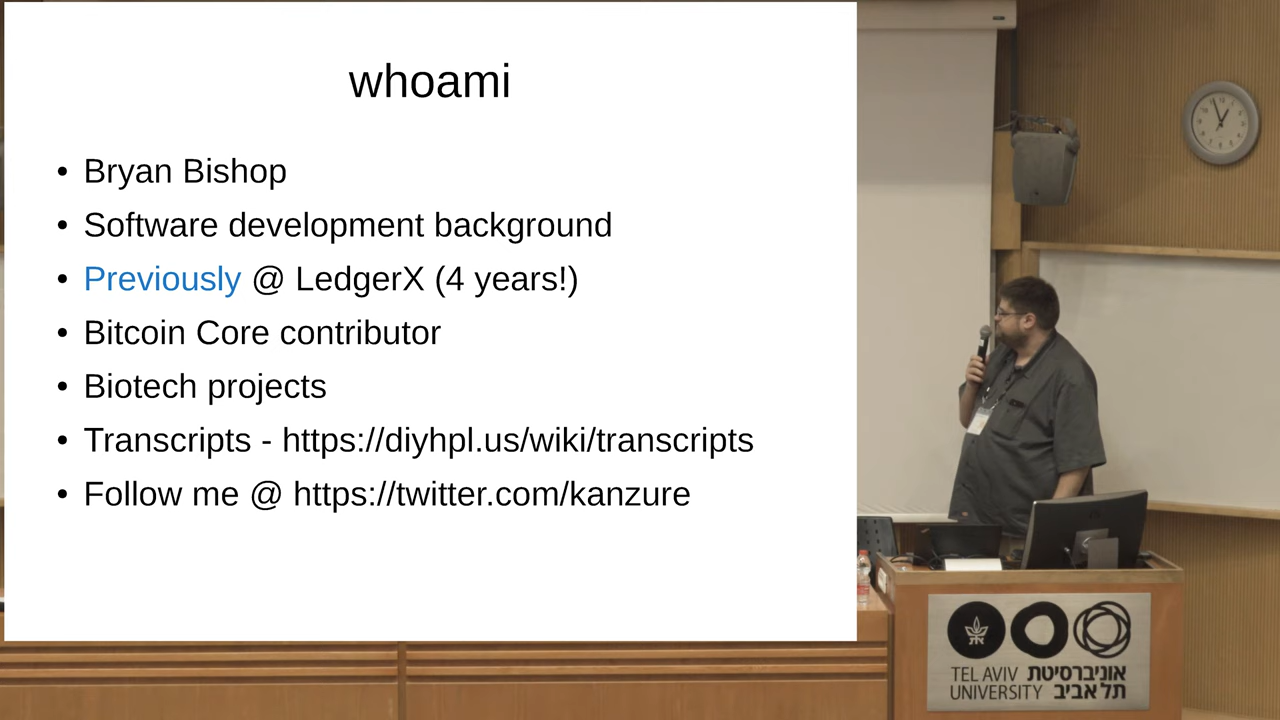 whoami
• Bryan Bishop
• Software development background
• Previously @ LedgerX (4 years!)
• Bitcoin Core contributor
• Biotech projects
• Transcripts - https://diyhpl.us/wiki/transcripts
• Follow me @ https://twitter.com/kanzure
TEL AVIV אוניברסיטת
UNIVERSITY תל אביב